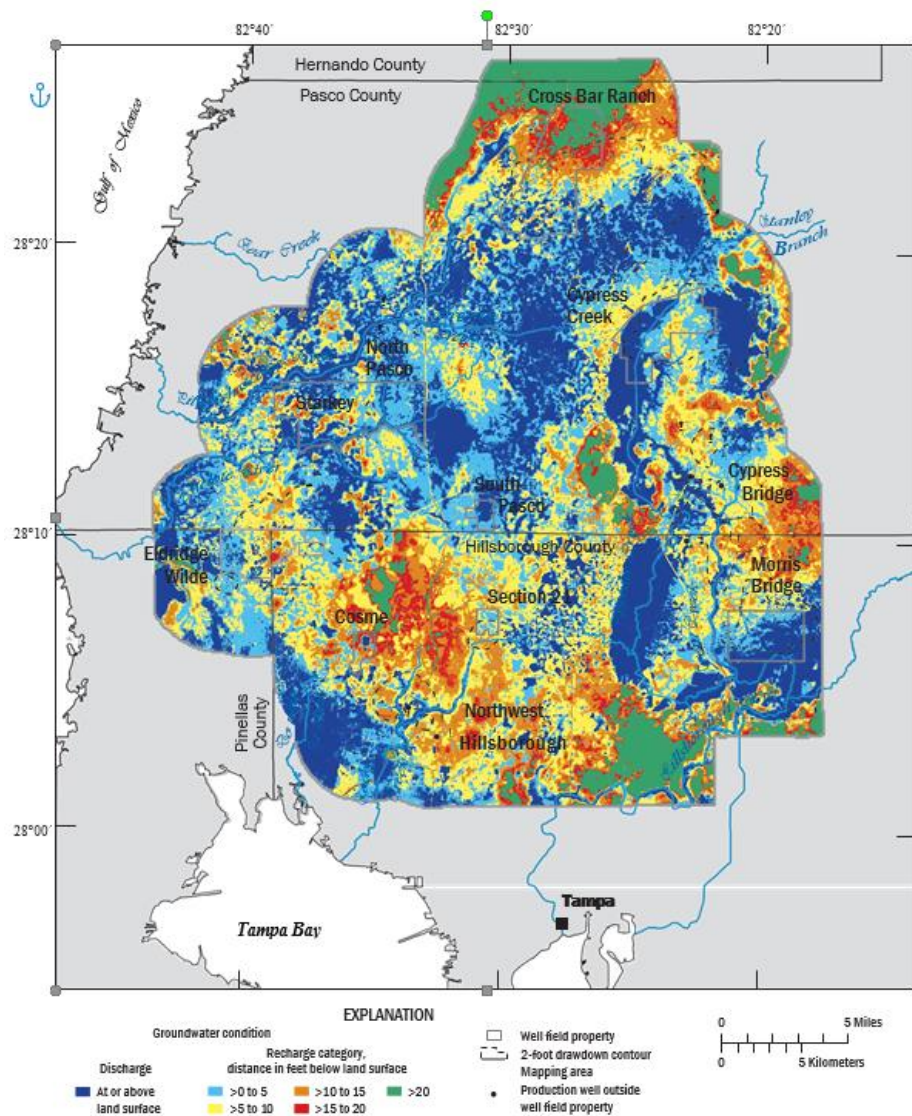 82°40´ 82°30´ 82°20´
Hernando County
Pasco County
Cross Bar Ranch
Gulf of Mexico
Stanley
Branch
28°20´
Bear Creek
Cypress
Creek
North
Pasco
Starkey
Cypress
Bridge
South
Pasco
28°10´
Hillsborough County
Eldridge
Wilde
Morris
Bridge
Section 21
Cosme
Northwest
Hillsborough
Pinellas
County
28°00´
Tampa
Tampa Bay
EXPLANATION
Groundwater condition
Discharge
Recharge category,
distance in feet below land surface
At or above
land surface
>0 to 5 >10 to 15 >20
>5 to 10 >15 to 20
Well field property
2-foot drawdown contour
Mapping area
Production well outside
well field property
0 5 Miles
0 5 Kilometers